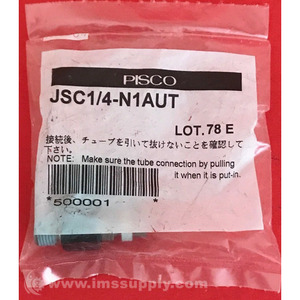 PISCO
JSC1/4-N1AUT
LOT. 78 E
接続後、チューブを引いて抜けないことを確認して
下さい。
NOTE: Make sure the tube connection by pulling
it when it is put-in.
*500001*
www.imssupply.com